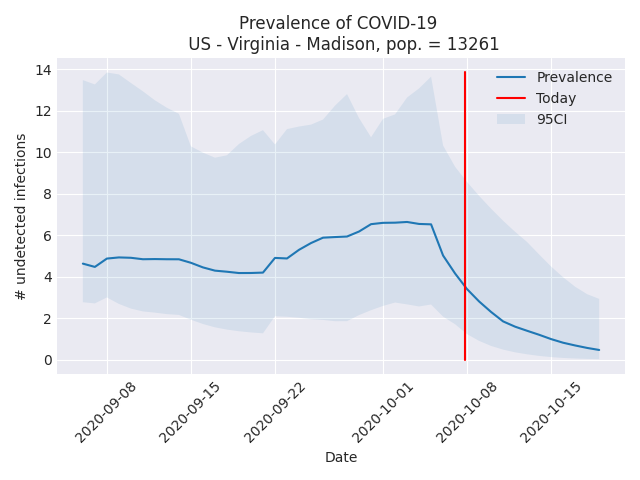 Prevalence of COVID-19
US - Virginia - Madison, pop. = 13261
Prevalence
Today
95CI
# undetected infections
14
12
10
8
6
4
2
0
2020-09-08
2020-09-15
2020-09-22
2020-10-01
2020-10-08
2020-10-15
Date